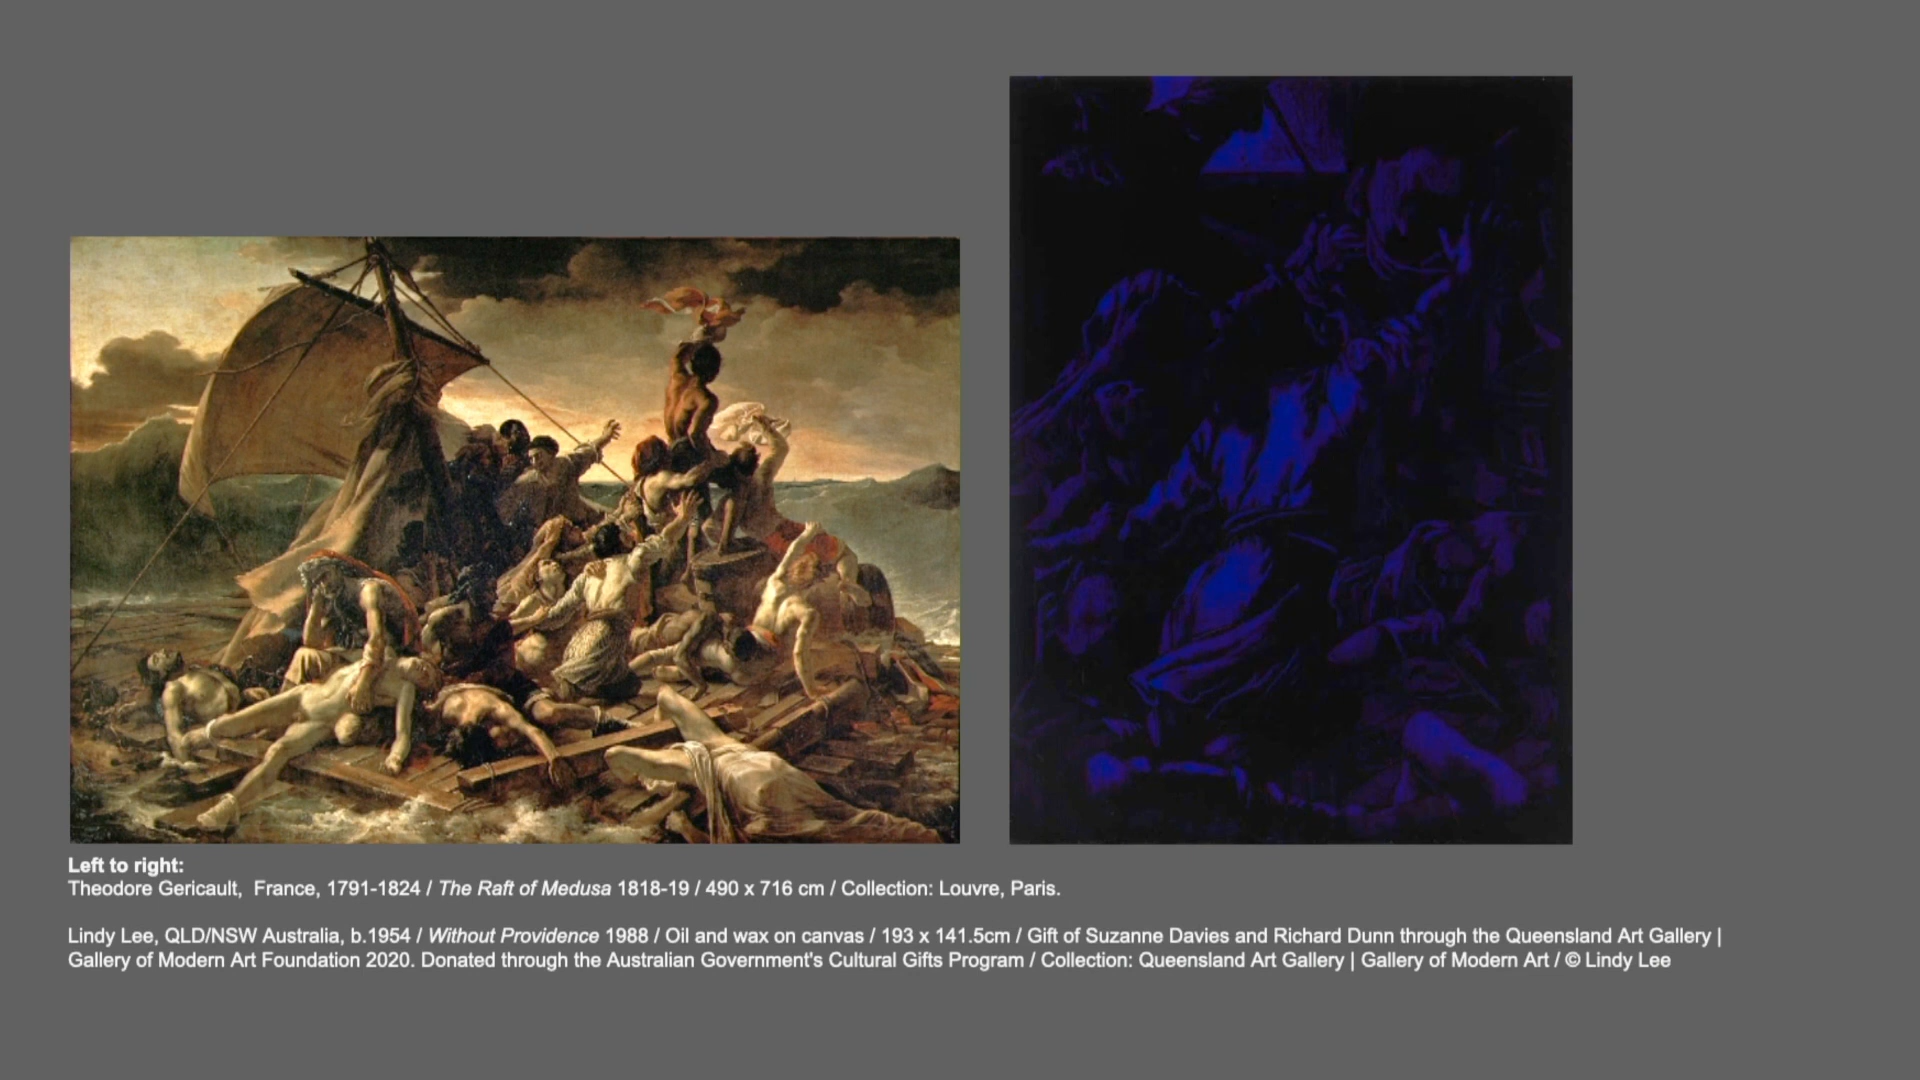 Left to right:
Theodore Gericault,  France, 1791-1824 / The Raft of Medusa 1818-19 / 490 x 716 cm / Collection: Louvre, Paris.
Lindy Lee, QLD/NSW Australia, b.1954 / Without Providence 1988 / Oil and wax on canvas / 193 x 141.5cm / Gift of Suzanne Davies and Richard Dunn through the Queensland Art Gallery |
Gallery of Modern Art Foundation 2020. Donated through the Australian Government's Cultural Gifts Program / Collection: Queensland Art Gallery | Gallery of Modern Art / © Lindy Lee